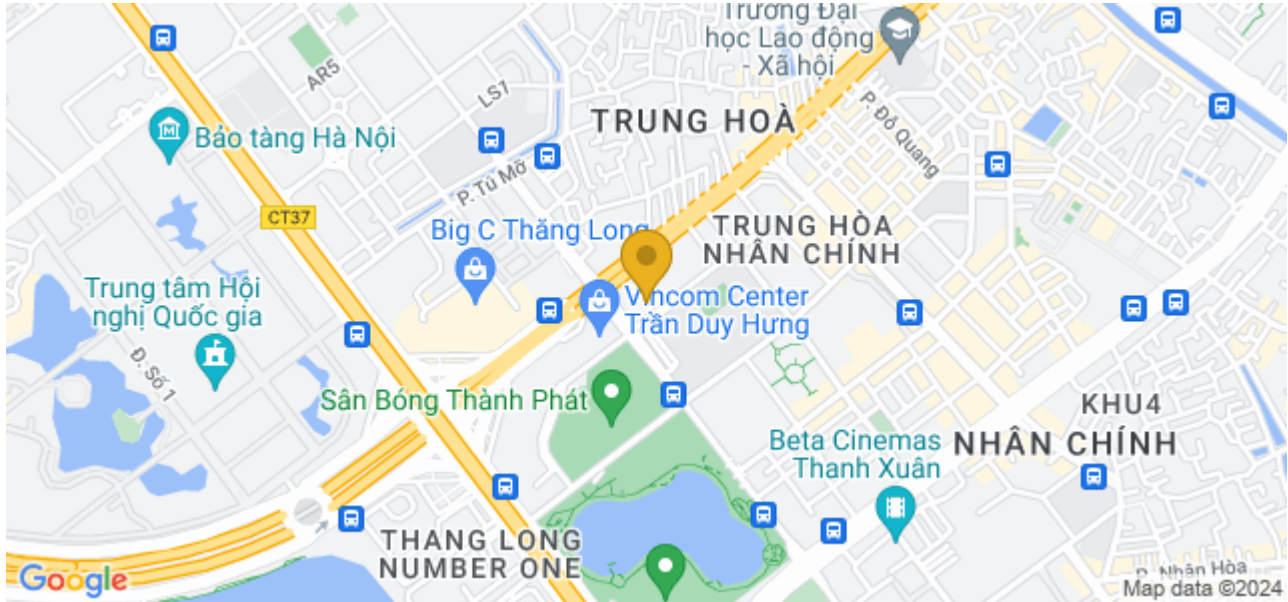 Trường Đại
học Lao động
- Xã hội
AR5
LS1
TRUNG HOÀ
P. Đỗ Quang
Bảo tàng Hà Nội
P. Tú Mỡ
CT37
Big C Thăng Long
TRUNG HÒA
NHÂN CHÍNH
Trung tâm Hội
nghị Quốc gia
Vincom Center
Trần Duy Hưng
Đ. Số 1
Sân Bóng Thành Phát
KHU4
Beta Cinemas
Thanh Xuân
NHÂN CHÍNH
THANG LONG
NUMBER ONE
P. Nhân Hòa
Google
Map data ©2024